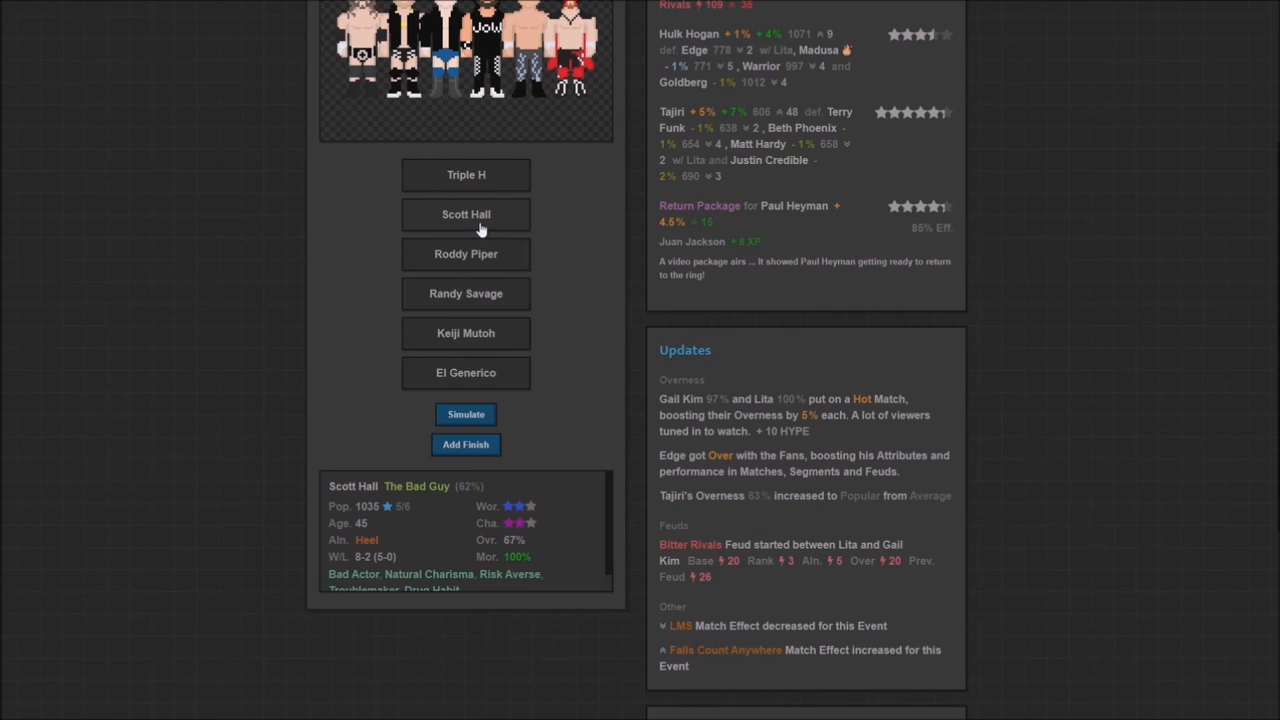 JOW
Triple H
Scott Hall
Roddy Piper
Randy Savage
Keiji Mutoh
El Generico
Simulate
Add Finish
Scott Hall The Bad Guy (62%)
Pop. 1035 5/6 Wor.
Age. 45 Cha.
Aln. Heel Ovr. 67%
W/L 8-2 (5-0) Mor. 100%
Bad Actor, Natural Charisma, Risk Averse,
Troublemaker, Drug Habit
Rivals 109 35
Hulk Hogan + 1% + 4% 1071 9
def. Edge 778 2 w/ Lita, Madusa
- 1% 771 5 , Warrior 997 4 and
Goldberg - 1% 1012 4
Tajiri + 5% + 7% 606 48 def. Terry
Funk - 1% 638 2 , Beth Phoenix -
1% 654 4 , Matt Hardy - 1% 658
2 w/ Lita and Justin Credible -
2% 690 3
Return Package for Paul Heyman +
4.5% 15
85% Eff.
Juan Jackson + 8 XP
A video package airs ... It showed Paul Heyman getting ready to return
to the ring!
Updates
Overness
Gail Kim 97% and Lita 100% put on a Hot Match,
boosting their Overness by 5% each. A lot of viewers
tuned in to watch. + 10 HYPE
Edge got Over with the Fans, boosting his Attributes and
performance in Matches, Segments and Feuds.
Tajiri's Overness 63% increased to Popular from Average
Feuds
Bitter Rivals Feud started between Lita and Gail
Kim Base 20 Rank 3 Aln. 5 Over 20 Prev.
Feud 26
Other
LMS Match Effect decreased for this Event
Falls Count Anywhere Match Effect increased for this
Event